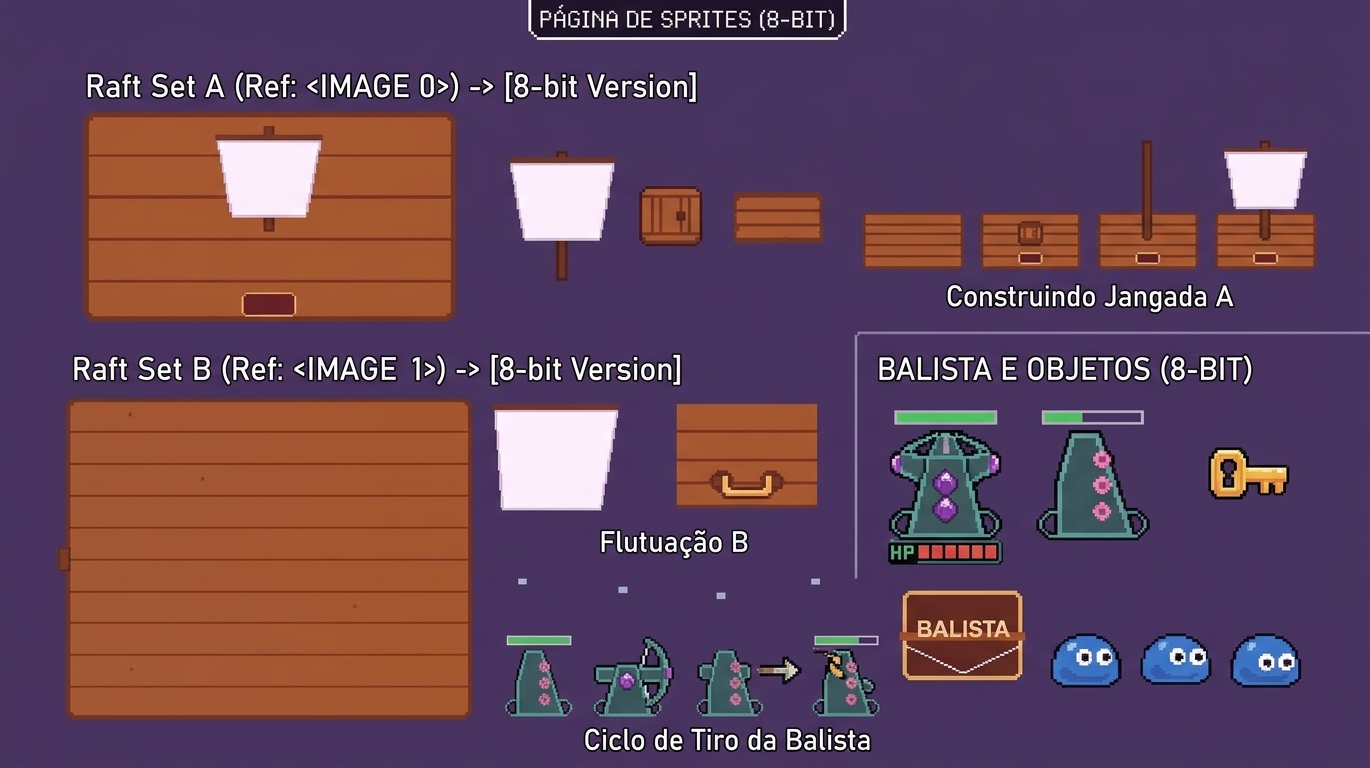 PÁGINA DE SPRITES (8-BIT)
Raft Set A (Ref: <IMAGE 0>) -> [8-bit Version]
Construindo Jangada A
Raft Set B (Ref: <IMAGE 1>) -> [8-bit Version]
Flutuação B
Ciclo de Tiro da Balista
BALISTA E OBJETOS (8-BIT)
HP
BALISTA